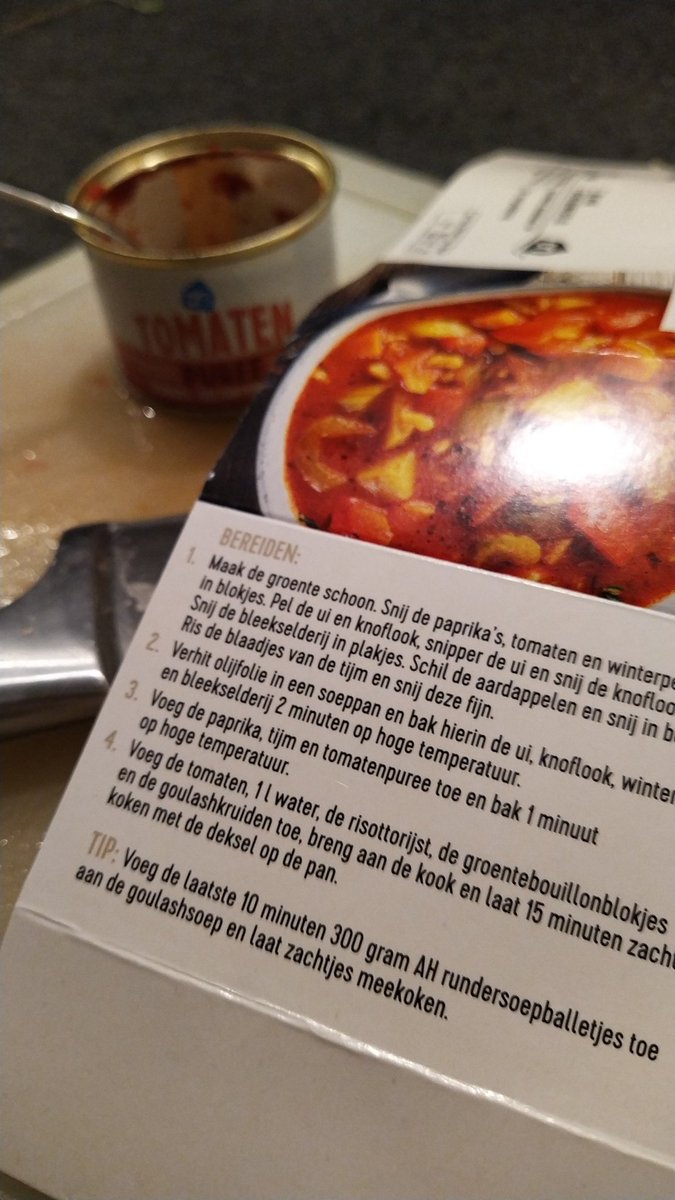 TOMATEN
BEREIDEN:
1. Maak de groente schoon. Snij de paprika's, tomaten en winterpe
in blokjes. Pel de ui en knoflook, snipper de ui en snij de knofloo
Snij de bleekselderij in plakjes. Schil de aardappelen en snij in b
Ris de blaadjes van de tijm en snij deze fijn.
2. Verhit olijfolie in een soeppan en bak hierin de ui, knoflook, winter
en bleekselderij 2 minuten op hoge temperatuur.
3. Voeg de paprika, tijm en tomatenpuree toe en bak 1 minuut
op hoge temperatuur.
4. Voeg de tomaten, 1 l water, de risottorijst, de groentebouillonblokjes
en de goulashkruiden toe, breng aan de kook en laat 15 minuten zacht
koken met de deksel op de pan.
TIP: Voeg de laatste 10 minuten 300 gram AH rundersoepballetjes toe
aan de goulashsoep en laat zachtjes meekoken.